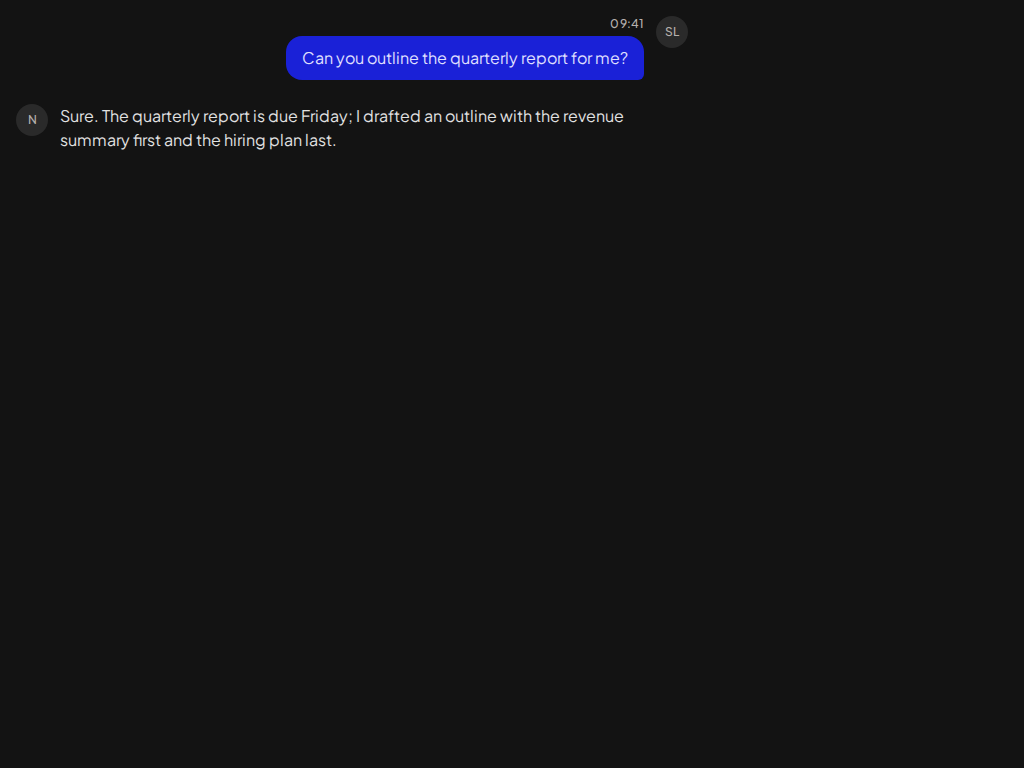 09:41
SL
Can you outline the quarterly report for me?
N
Sure. The quarterly report is due Friday; I drafted an outline with the revenue
summary first and the hiring plan last.